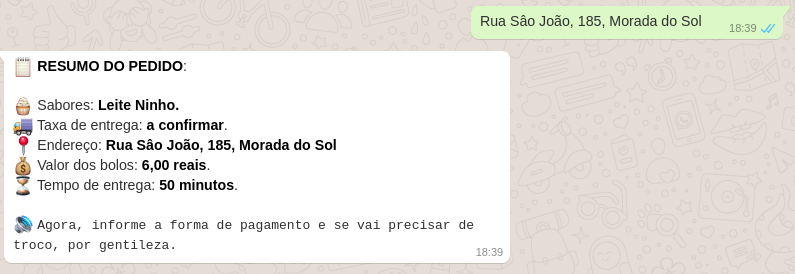 Rua Sâo João, 185, Morada do Sol
18:39
RESUMO DO PEDIDO:
Sabores: Leite Ninho.
Taxa de entrega: a confirmar.
Endereço: Rua Sâo João, 185, Morada do Sol
Valor dos bolos: 6,00 reais.
Tempo de entrega: 50 minutos.
Agora, informe a forma de pagamento e se vai precisar de
troco, por gentileza.
18:39